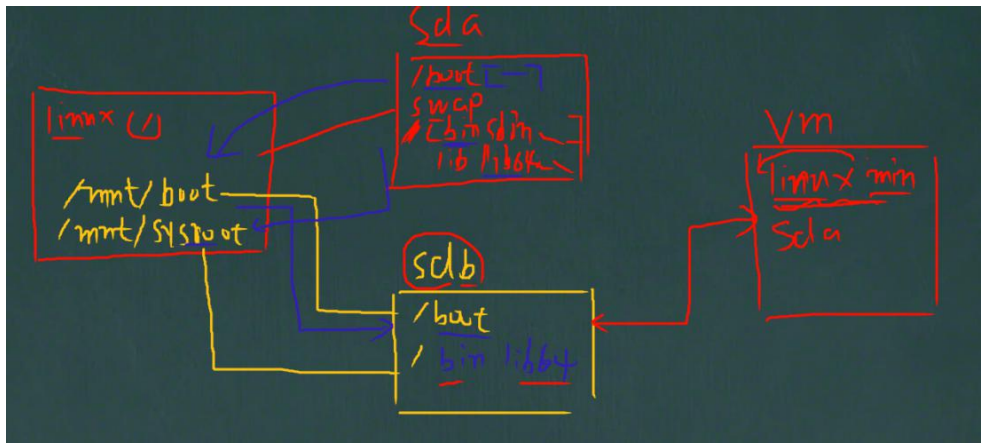 sda
/boot [---]
swap
/ [bin sdin
lib lib64
linux (/)
/mnt/boot
/mnt/sysroot
sdb
/boot
/ bin lib64
vm
linux min
sda